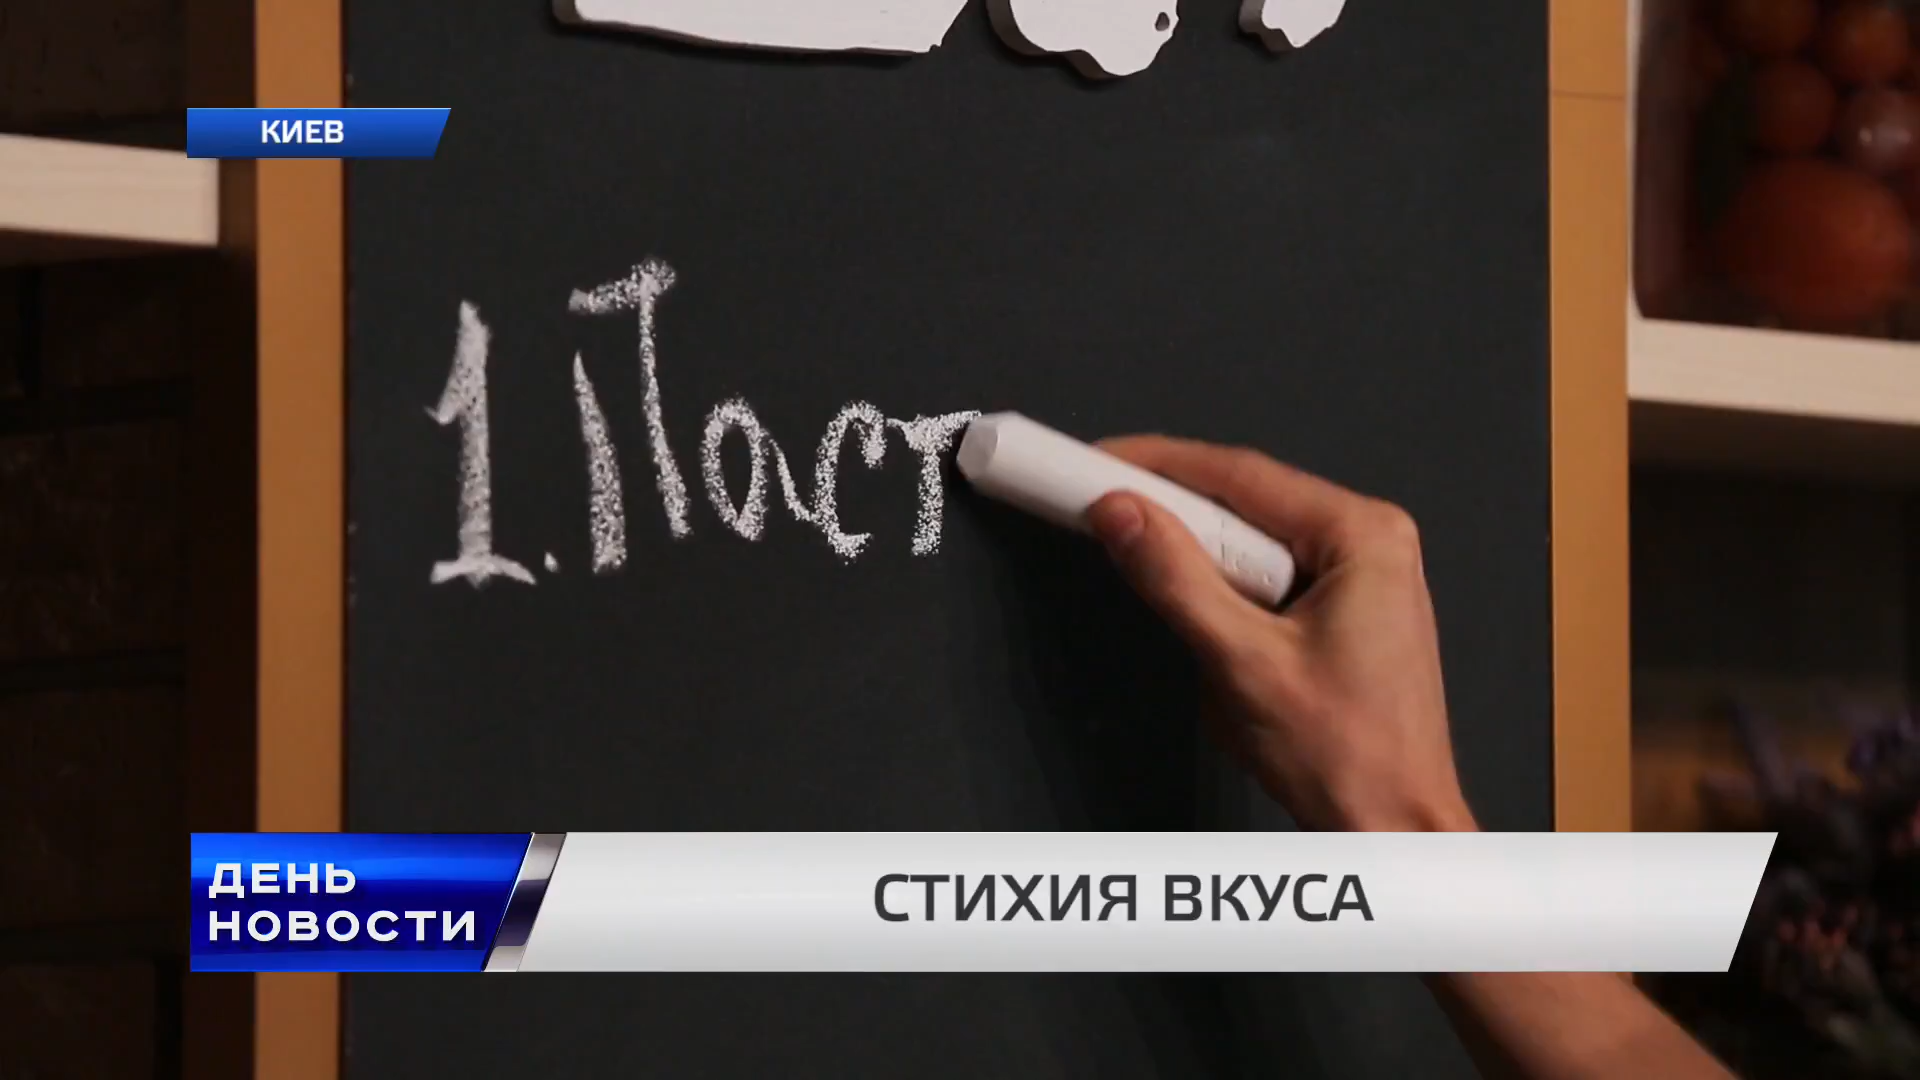 КИЕВ
1. Паст
ДЕНЬ
НОВОСТИ
СТИХИЯ ВКУСА